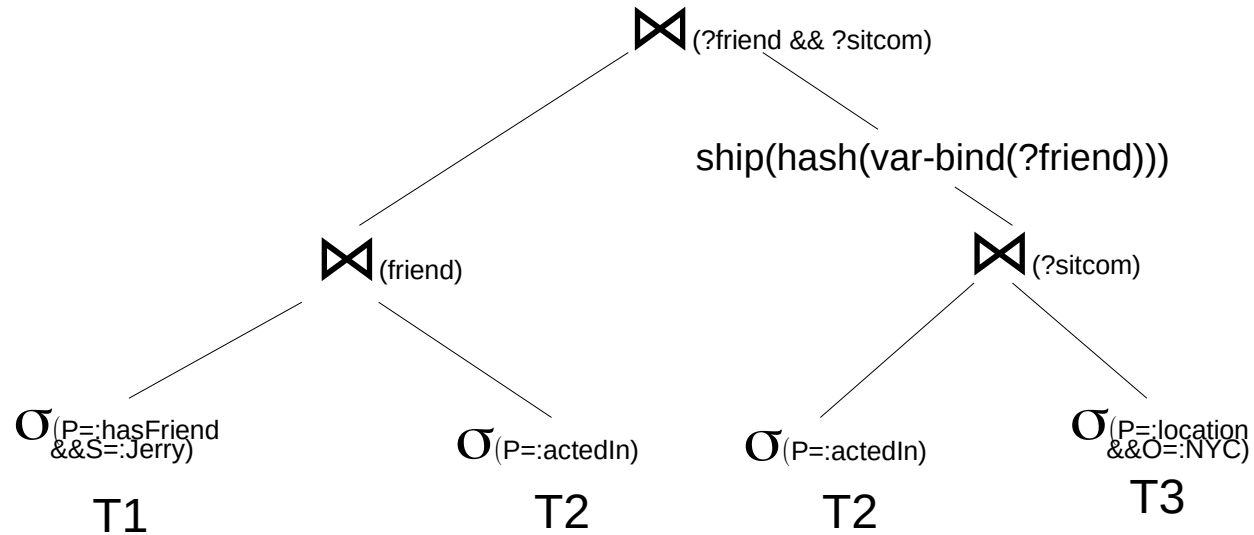 ⋈(?friend && ?sitcom)
ship(hash(var-bind(?friend)))
⋈(friend)
⋈(?sitcom)
σ(P=:hasFriend
&&S=:Jerry)
σ(P=:actedIn)
σ(P=:actedIn)
σ(P=:location
&&O=:NYC)
T1
T2
T2
T3